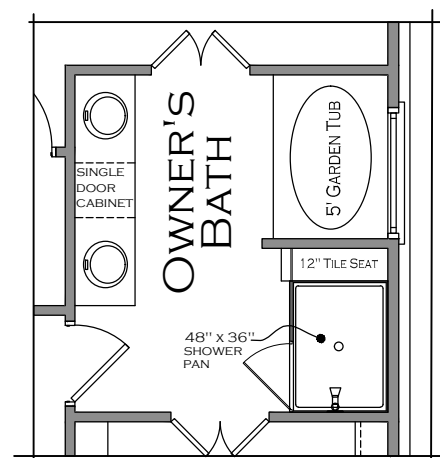 OWNER'S
BATH
5' GARDEN TUB
SINGLE
DOOR
CABINET
12" TILE SEAT
48" X 36"
SHOWER
PAN